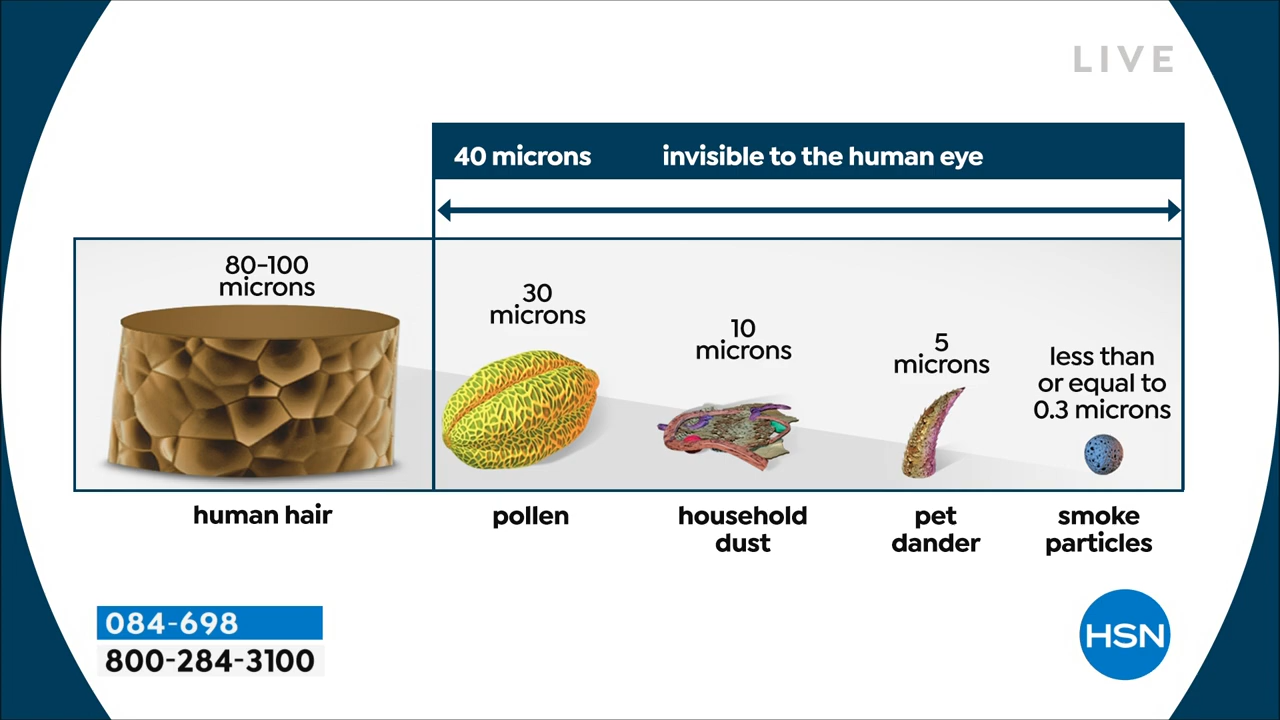 LIVE
40 microns invisible to the human eye
80-100
microns
30
microns
10
microns
5
microns
less than
or equal to
0.3 microns
human hair
pollen
household
dust
pet
dander
smoke
particles
084-698
800-284-3100
HSN